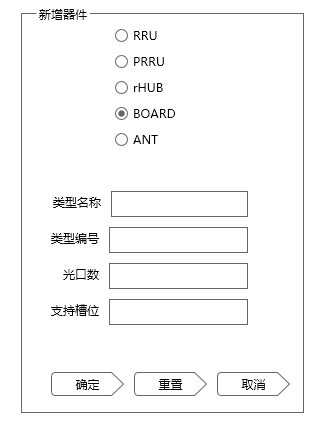 新增器件
RRU
PRRU
rHUB
BOARD
ANT
类型名称
类型编号
光口数
支持槽位
确定 重置 取消